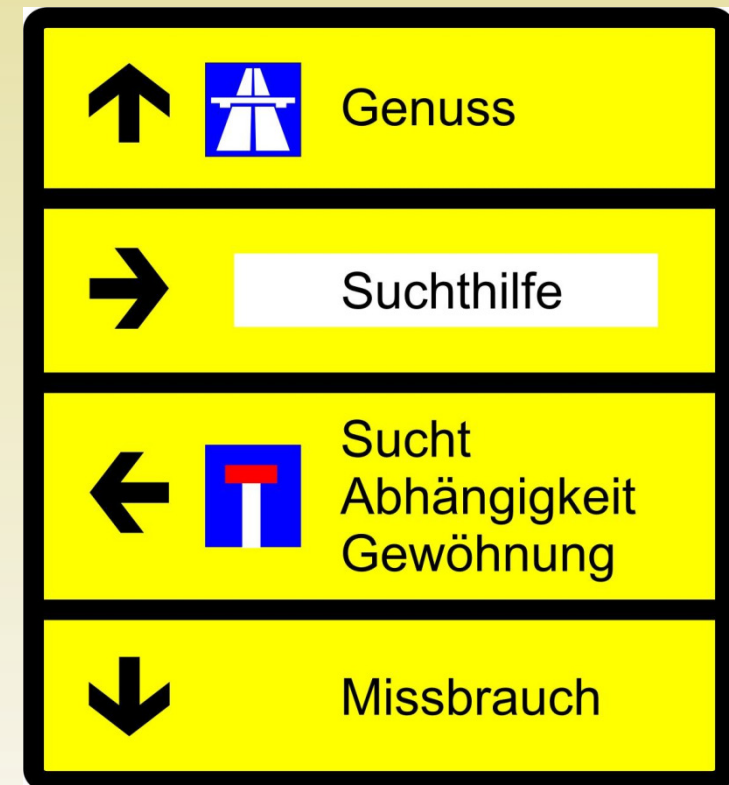 Genuss
Suchthilfe
Sucht
Abhängigkeit
Gewöhnung
Missbrauch